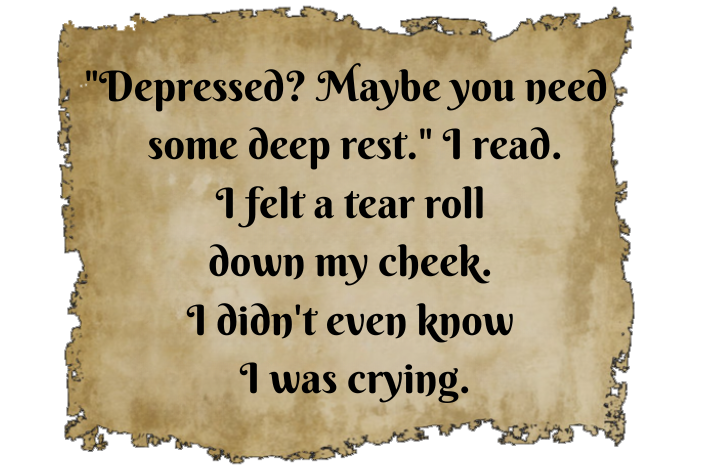 "Depressed? Maybe you need
some deep rest." I read.
I felt a tear roll
down my cheek.
I didn't even know
I was crying.